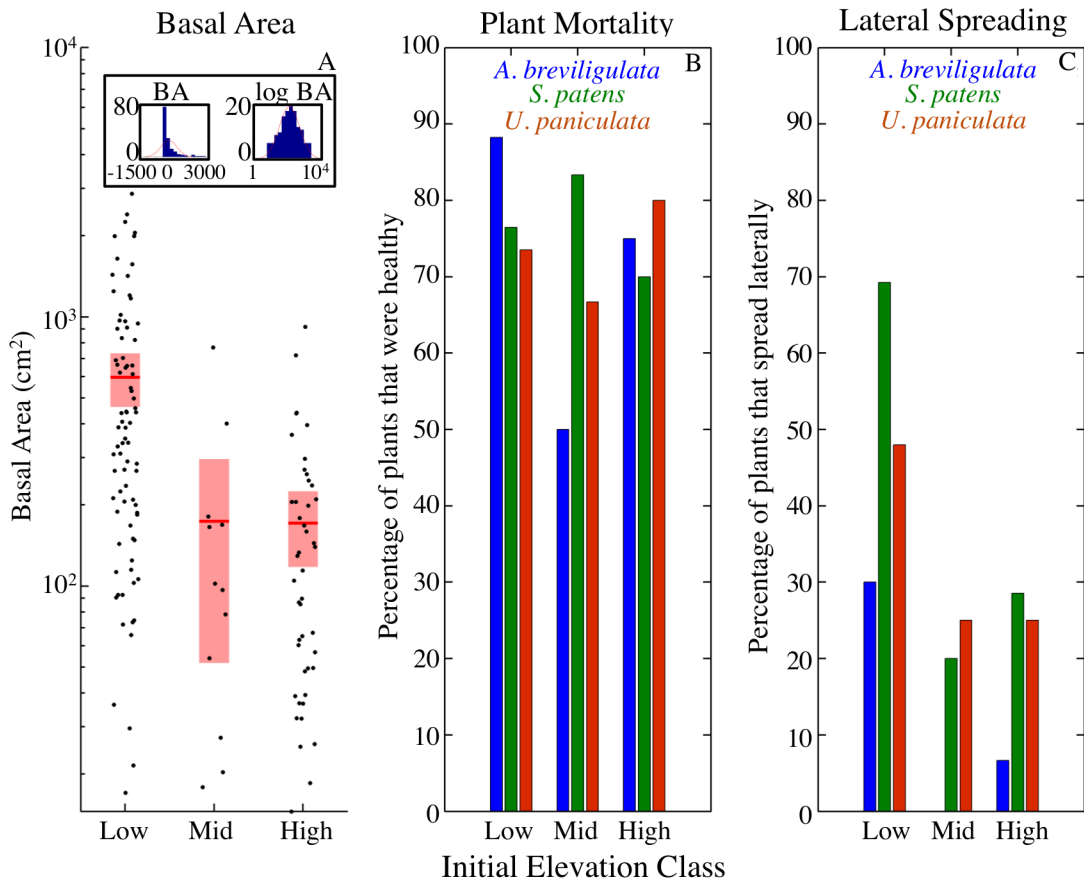 Basal Area
Plant Mortality
Lateral Spreading
10⁴
10³
10²
Basal Area (cm²)
A
BA
80
0
-1500 0 3000
log BA
20
0
1 10⁴
Low Mid High
B
A. breviligulata
S. patens
U. paniculata
Percentage of plants that were healthy
100
90
80
70
60
50
40
30
20
10
0
Low Mid High
C
A. breviligulata
S. patens
U. paniculata
Percentage of plants that spread laterally
100
90
80
70
60
50
40
30
20
10
0
Low Mid High
Initial Elevation Class